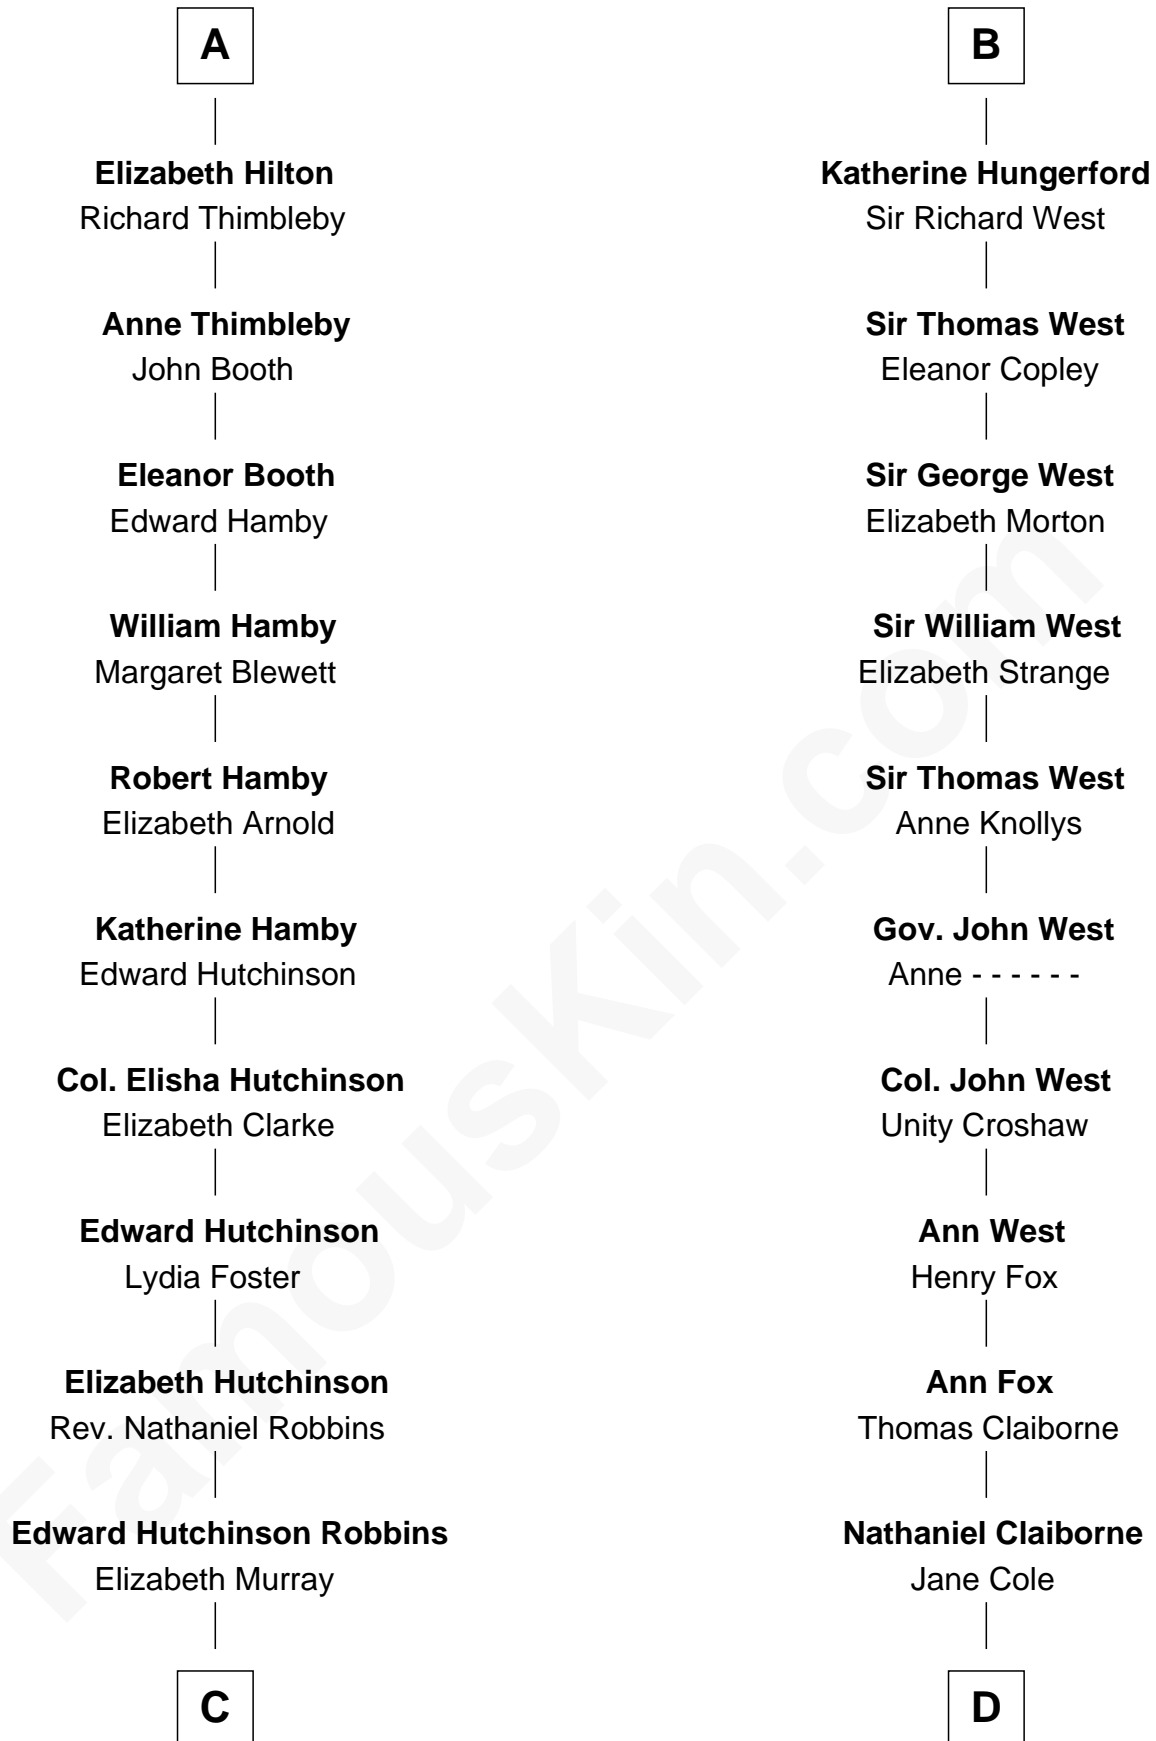 A
Elizabeth Hilton
Richard Thimbleby
Anne Thimbleby
John Booth
Eleanor Booth
Edward Hamby
William Hamby
Margaret Blewett
Robert Hamby
Elizabeth Arnold
Katherine Hamby
Edward Hutchinson
Col. Elisha Hutchinson
Elizabeth Clarke
Edward Hutchinson
Lydia Foster
Elizabeth Hutchinson
Rev. Nathaniel Robbins
Edward Hutchinson Robbins
Elizabeth Murray
C
B
Katherine Hungerford
Sir Richard West
Sir Thomas West
Eleanor Copley
Sir George West
Elizabeth Morton
Sir William West
Elizabeth Strange
Sir Thomas West
Anne Knollys
Gov. John West
Anne - - - - - -
Col. John West
Unity Croshaw
Ann West
Henry Fox
Ann Fox
Thomas Claiborne
Nathaniel Claiborne
Jane Cole
D
FamousKin.com